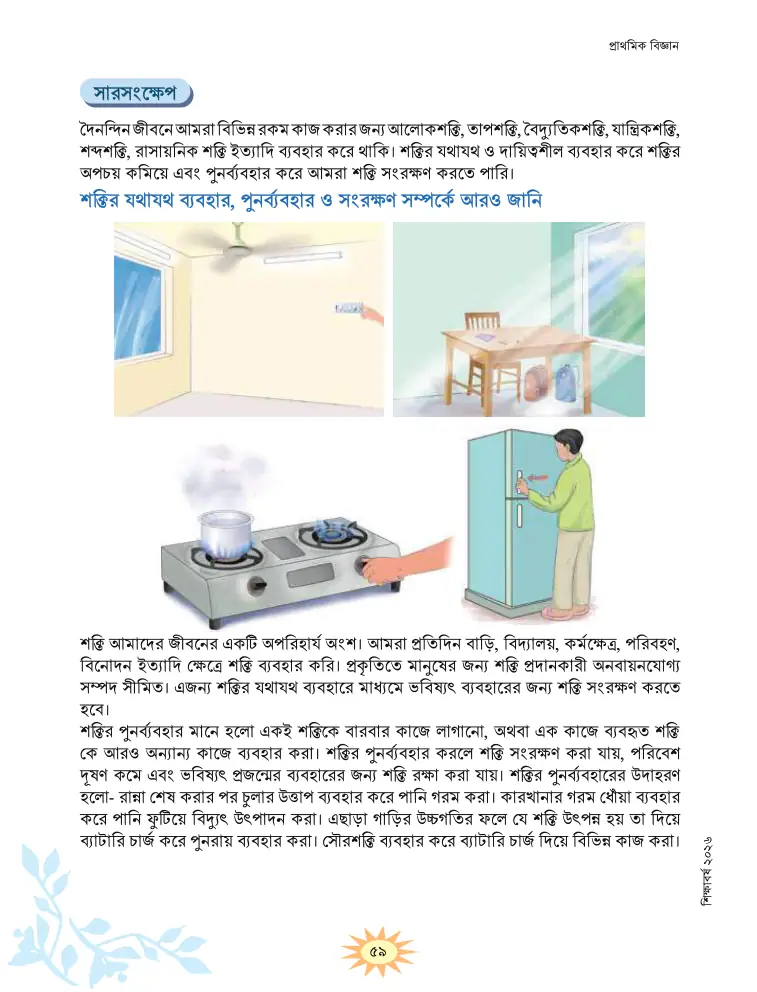 প্রাথমিক বিজ্ঞান
সারসংক্ষেপ
দৈনন্দিন জীবনে আমরা বিভিন্ন রকম কাজ করার জন্য আলোকশক্তি, তাপশক্তি, বৈদ্যুতিকশক্তি, যান্ত্রিকশক্তি,
শব্দশক্তি, রাসায়নিক শক্তি ইত্যাদি ব্যবহার করে থাকি। শক্তির যথাযথ ও দায়িত্বশীল ব্যবহার করে শক্তির
অপচয় কমিয়ে এবং পুনর্ব্যবহার করে আমরা শক্তি সংরক্ষণ করতে পারি।
শক্তির যথাযথ ব্যবহার, পুনর্ব্যবহার ও সংরক্ষণ সম্পর্কে আরও জানি
শক্তি আমাদের জীবনের একটি অপরিহার্য অংশ। আমরা প্রতিদিন বাড়ি, বিদ্যালয়, কর্মক্ষেত্র, পরিবহণ,
বিনোদন ইত্যাদি ক্ষেত্রে শক্তি ব্যবহার করি। প্রকৃতিতে মানুষের জন্য শক্তি প্রদানকারী অনবায়নযোগ্য
সম্পদ সীমিত। এজন্য শক্তির যথাযথ ব্যবহারে মাধ্যমে ভবিষ্যৎ ব্যবহারের জন্য শক্তি সংরক্ষণ করতে
হবে।
শক্তির পুনর্ব্যবহার মানে হলো একই শক্তিকে বারবার কাজে লাগানো, অথবা এক কাজে ব্যবহৃত শক্তি
কে আরও অন্যান্য কাজে ব্যবহার করা। শক্তির পুনর্ব্যবহার করলে শক্তি সংরক্ষণ করা যায়, পরিবেশ
দূষণ কমে এবং ভবিষ্যৎ প্রজন্মের ব্যবহারের জন্য শক্তি রক্ষা করা যায়। শক্তির পুনর্ব্যবহারের উদাহরণ
হলো- রান্না শেষ করার পর চুলার উত্তাপ ব্যবহার করে পানি গরম করা। কারখানার গরম ধোঁয়া ব্যবহার
করে পানি ফুটিয়ে বিদ্যুৎ উৎপাদন করা। এছাড়া গাড়ির উচ্চগতির ফলে যে শক্তি উৎপন্ন হয় তা দিয়ে
ব্যাটারি চার্জ করে পুনরায় ব্যবহার করা। সৌরশক্তি ব্যবহার করে ব্যাটারি চার্জ দিয়ে বিভিন্ন কাজ করা।
শিক্ষাবর্ষ ২০২৬
৫৯